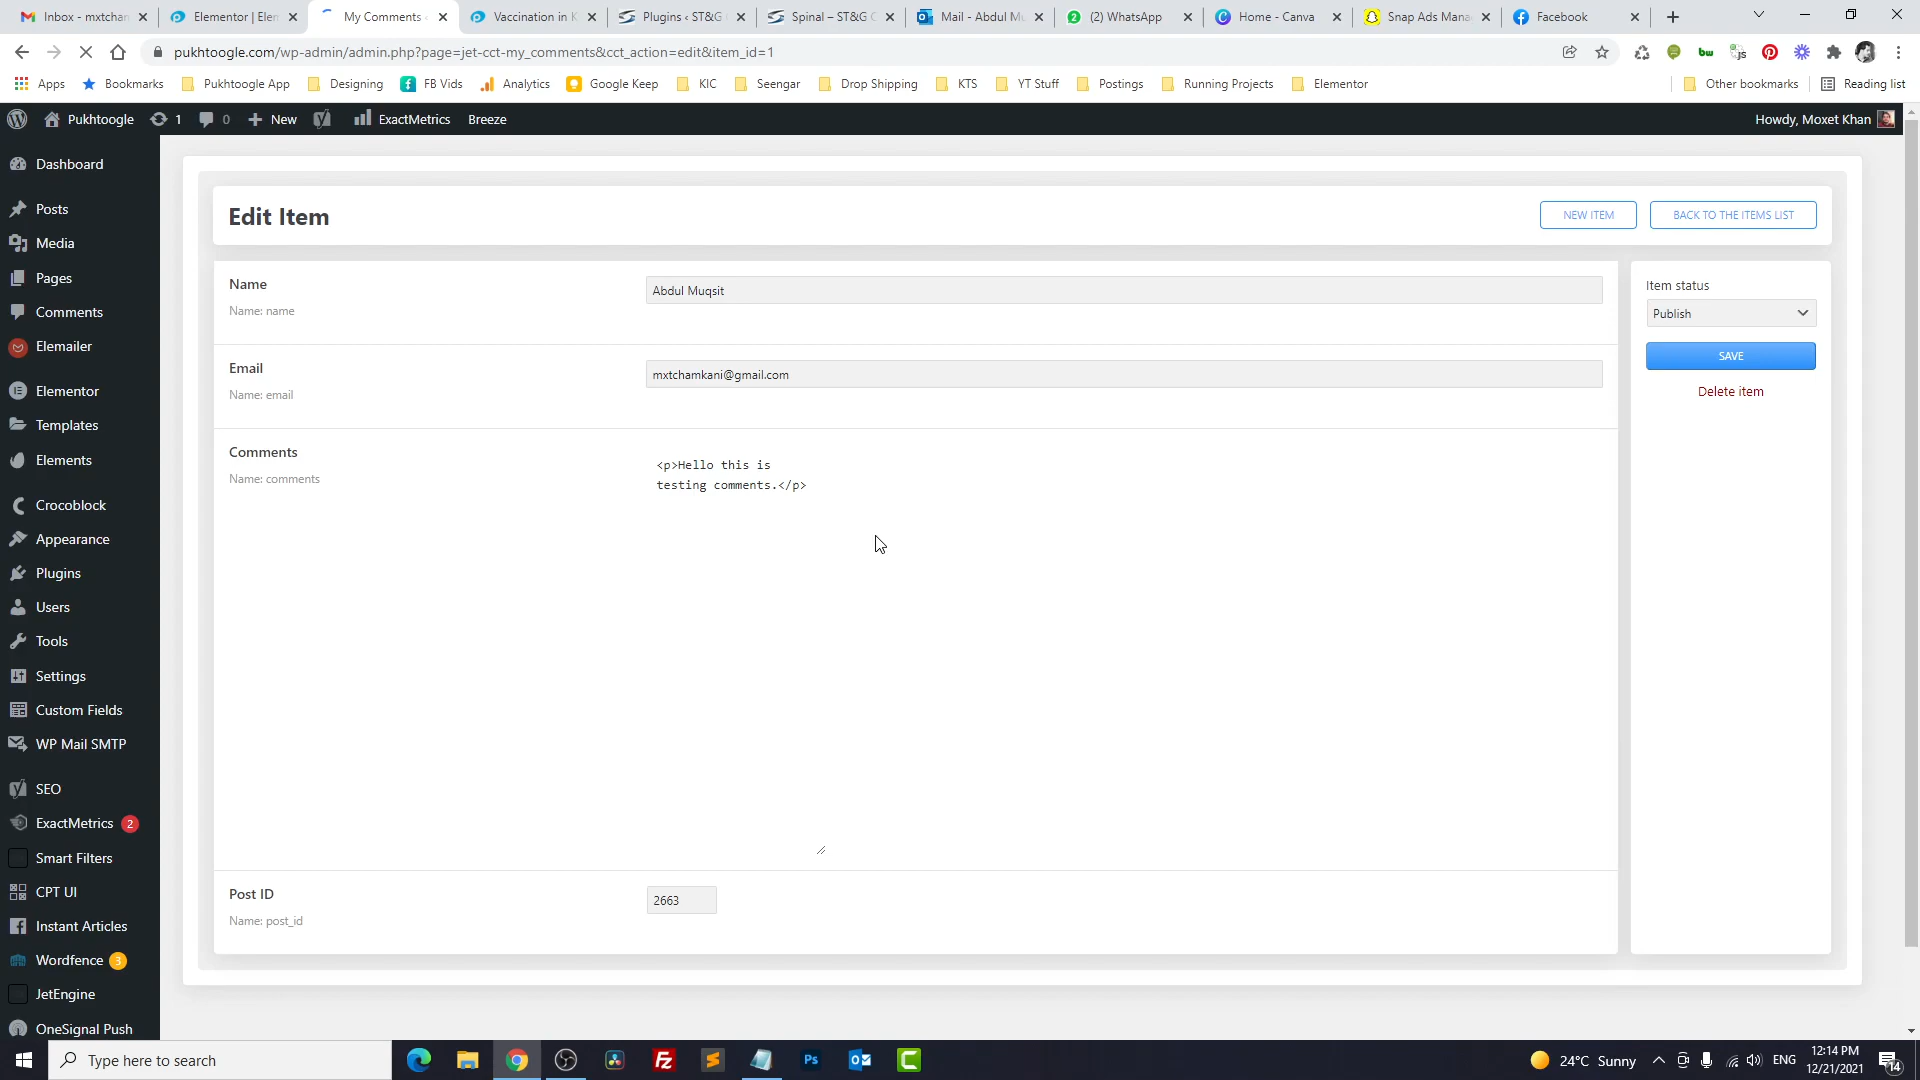 Inbox - mxtcham
Elementor | Elem
My Comments ‹
Vaccination in K
Plugins ‹ ST&G
Spinal – ST&G C
Mail - Abdul Mu
(2) WhatsApp
Home - Canva
Snap Ads Mana
Facebook
pukhtoogle.com/wp-admin/admin.php?page=jet-cct-my_comments&cct_action=edit&item_id=1
Apps
Bookmarks
Pukhtoogle App
Designing
FB Vids
Analytics
Google Keep
KIC
Seengar
Drop Shipping
KTS
YT Stuff
Postings
Running Projects
Elementor
Other bookmarks
Reading list
Pukhtoogle
1
0
New
ExactMetrics
Breeze
Howdy, Moxet Khan
Dashboard
Posts
Media
Pages
Comments
Elemailer
Elementor
Templates
Elements
Crocoblock
Appearance
Plugins
Users
Tools
Settings
Custom Fields
WP Mail SMTP
SEO
ExactMetrics 2
Smart Filters
CPT UI
Instant Articles
Wordfence 3
JetEngine
OneSignal Push
Edit Item
NEW ITEM
BACK TO THE ITEMS LIST
Name
Name: name
Abdul Muqsit
Email
Name: email
mxtchamkani@gmail.com
Comments
Name: comments
<p>Hello this is
testing comments.</p>
Post ID
Name: post_id
2663
Item status
Publish
SAVE
Delete item
Type here to search
24°C Sunny
ENG
12:14 PM
12/21/2021
14